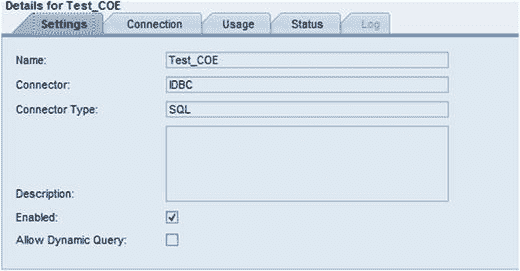 Details for Test_COE
Settings Connection Usage Status Log
Name: Test_COE
Connector: IDBC
Connector Type: SQL
Description:
Enabled:
Allow Dynamic Query: